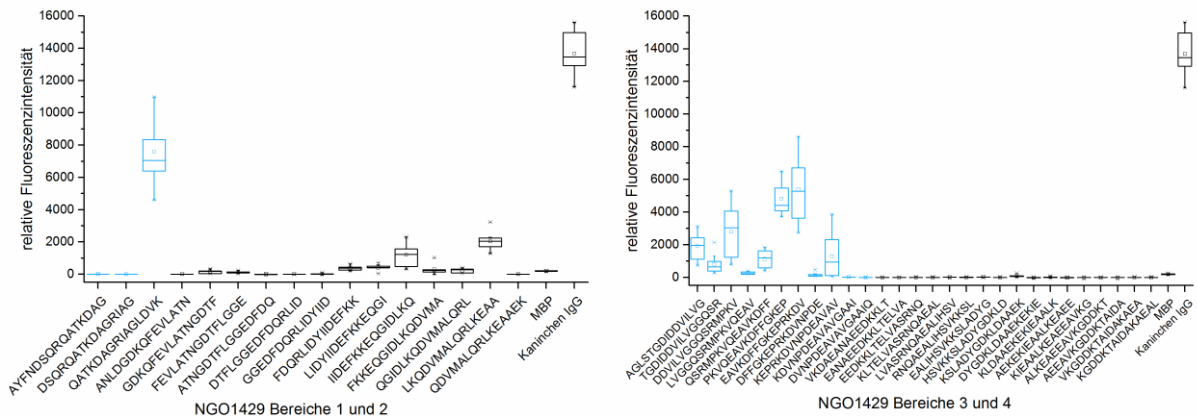 relative Fluoreszenzintensität
16000
14000
12000
10000
8000
6000
4000
2000
0
AYFNDSQRQATKDAG
DSQRQATKDAGRIAG
QATKDAGRIAGLDVK
ANLDGDKQFEVLATN
GDKQFEVLATNGDTF
FEVLATNGDTFLGGE
ATNGDTFLGGEDFDQ
DTFLGGEDFDQRLID
GGEDFDQRLIDYIID
FDQRLIDYIIDEFKK
LIDYIIDEFKKEQGI
IIDEFKKEQGIDLKQ
FKKEQGIDLKQDVMA
QGIDLKQDVMALQRL
LKQDVMALQRLKEAA
QDVMALQRLKEAAEK
MBP
Kaninchen IgG
NGO1429 Bereiche 1 und 2
relative Fluoreszenzintensität
16000
14000
12000
10000
8000
6000
4000
2000
0
AGLSTGDIDDVILVG
TGDIDDVILVGGQSR
DDVILVGGQSRMPKV
LVGGQSRMPKVQEAV
QSRMPKVQEAVKDFF
PKVQEAVKDFFGKEP
EAVKDFFGKEPRKDV
DFFGKEPRKDVNPDE
KEPRKDVNPDEAVAV
KDVNPDEAVAVGAAI
DVNPDEAVAVGAAIQ
VKDAEANAEEDKKLT
EANAEEDKKLTELVA
EEDKKLTELVASRNQ
KLTELVASRNQAEAL
LVASRNQAEALIHSV
RNQAEALIHSVKKSL
EALIHSVKKSLADYG
HSVKKSLADYGDKLD
KSLADYGDKLDAAEK
DYGDKLDAAEKEKIE
KLDAAEKEKIEAALK
AEKEKIEAALKEAEE
KIEAALKEAEEAVKG
ALKEAEEAVKGDDKT
AEEAVKGDDKTAIDA
VKGDDKTAIDAKAEA
KGDDKTAIDAKAEAL
MBP
Kaninchen IgG
NGO1429 Bereiche 3 und 4